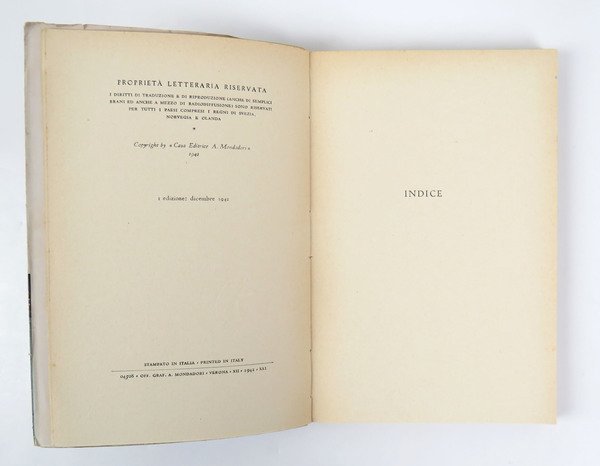 PROPRIETÀ LETTERARIA RISERVATA
I DIRITTI DI TRADUZIONE E DI RIPRODUZIONE (ANCHE DI SEMPLICI
BRANI ED ANCHE A MEZZO DI RADIODIFFUSIONE) SONO RISERVATI
PER TUTTI I PAESI COMPRESI I REGNI DI SVEZIA,
NORVEGIA E OLANDA
*
Copyright by « Casa Editrice A. Mondadori »
1942
1 edizione: dicembre 1942
STAMPATO IN ITALIA - PRINTED IN ITALY
04706 - OFF. GRAF. A. MONDADORI - VERONA - XII - 1942 - XXI
INDICE